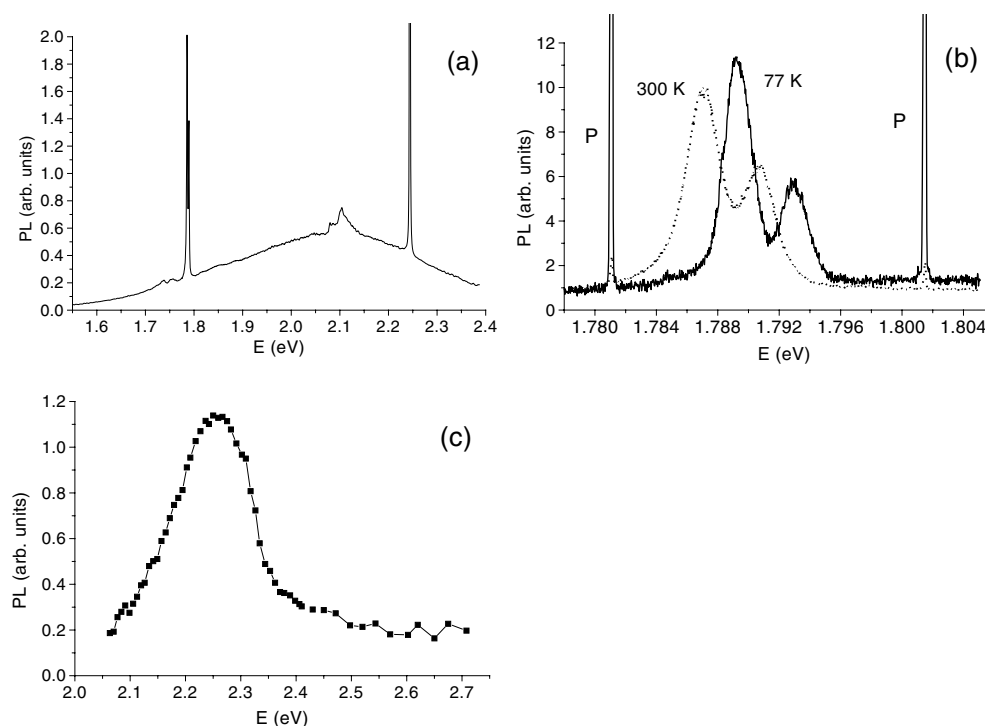 (a)
PL (arb. units)
2.0
1.8
1.6
1.4
1.2
1.0
0.8
0.6
0.4
0.2
0.0
1.6 1.7 1.8 1.9 2.0 2.1 2.2 2.3 2.4
E (eV)
(b)
PL (arb. units)
12
10
8
6
4
2
0
300 K
77 K
P
P
1.780 1.784 1.788 1.792 1.796 1.800 1.804
E (eV)
(c)
PL (arb. units)
1.2
1.0
0.8
0.6
0.4
0.2
0.0
2.0 2.1 2.2 2.3 2.4 2.5 2.6 2.7
E (eV)